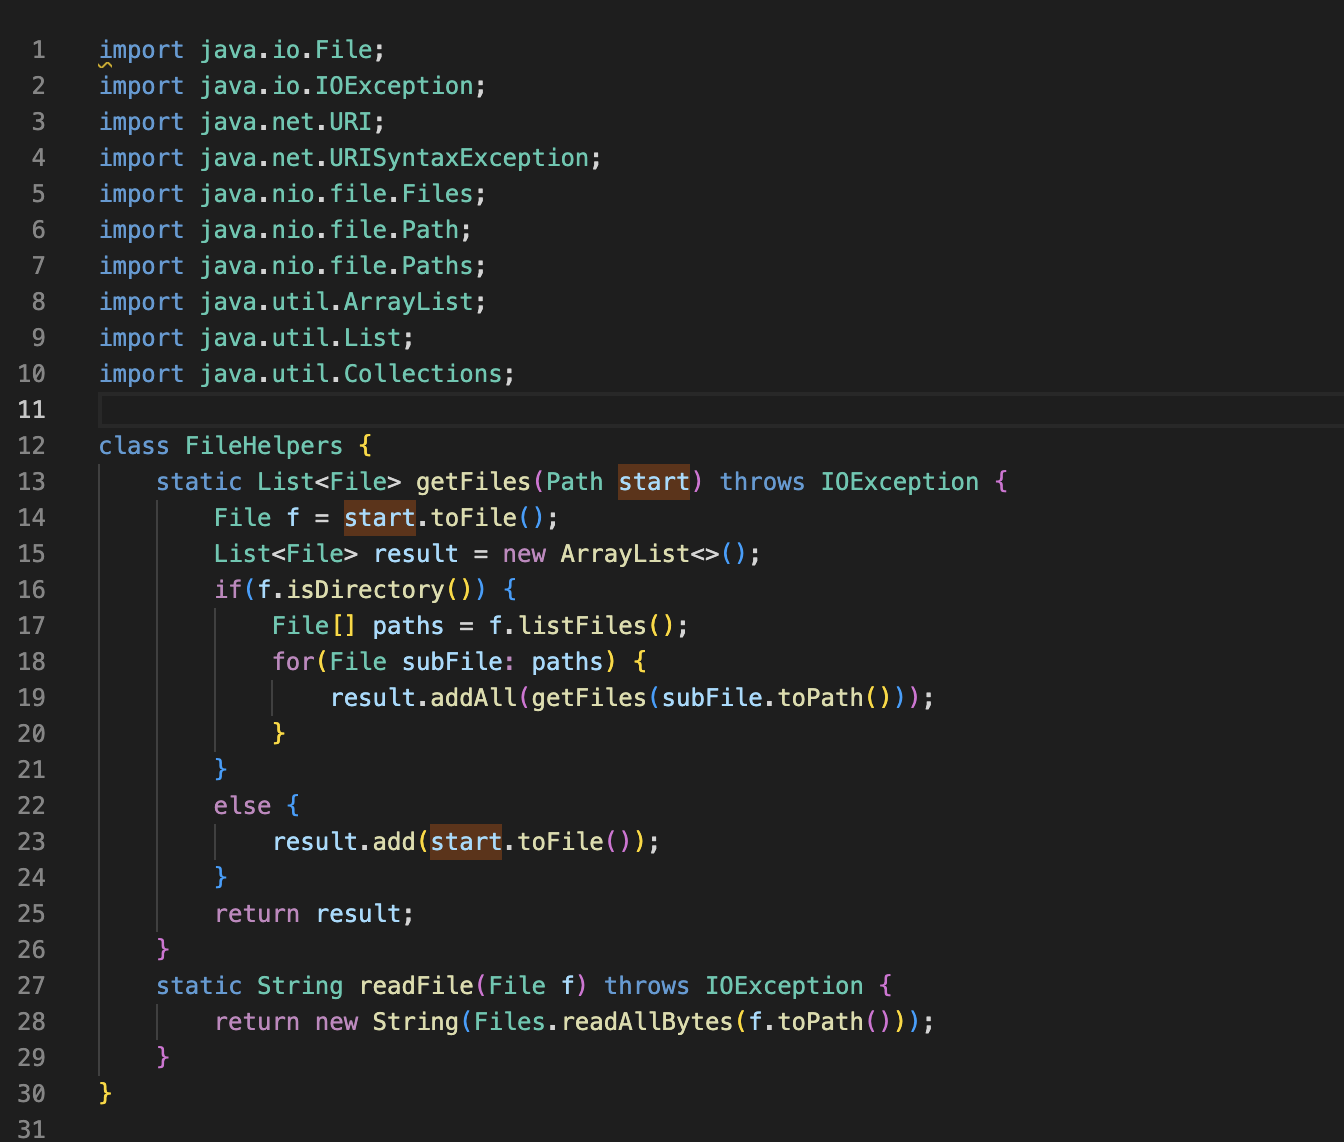 1 import java.io.File;
2 import java.io.IOException;
3 import java.net.URI;
4 import java.net.URISyntaxException;
5 import java.nio.file.Files;
6 import java.nio.file.Path;
7 import java.nio.file.Paths;
8 import java.util.ArrayList;
9 import java.util.List;
10 import java.util.Collections;
11
12 class FileHelpers {
13     static List<File> getFiles(Path start) throws IOException {
14         File f = start.toFile();
15         List<File> result = new ArrayList<>();
16         if(f.isDirectory()) {
17             File[] paths = f.listFiles();
18             for(File subFile: paths) {
19                 result.addAll(getFiles(subFile.toPath()));
20             }
21         }
22         else {
23             result.add(start.toFile());
24         }
25         return result;
26     }
27     static String readFile(File f) throws IOException {
28         return new String(Files.readAllBytes(f.toPath()));
29     }
30 }
31